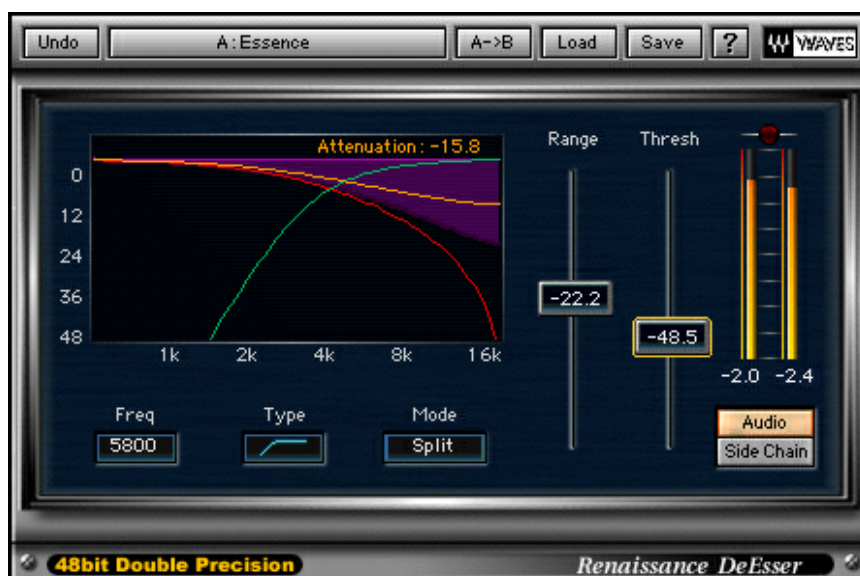 Undo A:Essence A->B Load Save ? WAVES
Attenuation: -15.8 Range Thresh
0
12
24
36
48
1k 2k 4k 8k 16k
-22.2
-48.5
-2.0 -2.4
Freq Type Mode
5800 Split
Audio
Side Chain
48bit Double Precision Renaissance DeEsser